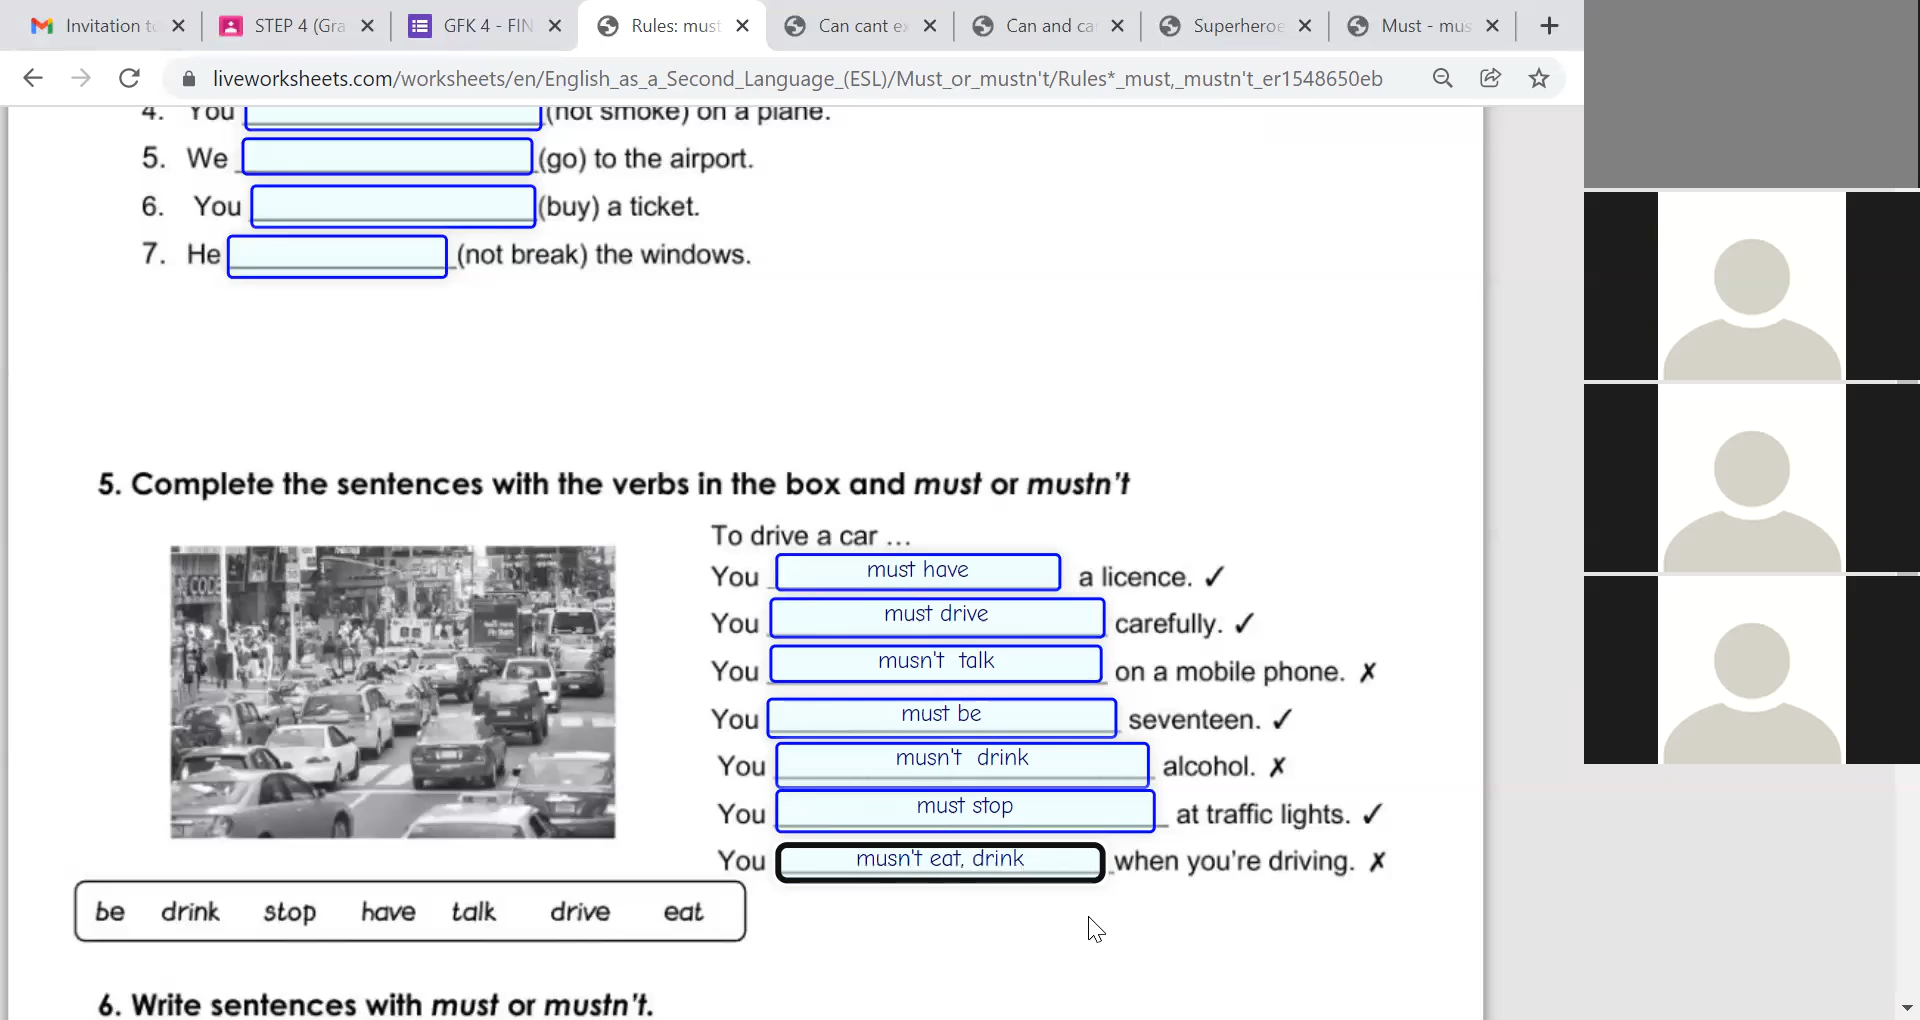 Invitation to
STEP 4 (Gra
GFK 4 - FIN
Rules: must
Can cant ex
Can and ca
Superheroe
Must - mus
liveworksheets.com/worksheets/en/English_as_a_Second_Language_(ESL)/Must_or_mustn't/Rules*_must,_mustn't_er1548650eb
4. You (not smoke) on a plane.
5. We (go) to the airport.
6. You (buy) a ticket.
7. He (not break) the windows.
5. Complete the sentences with the verbs in the box and must or mustn't
To drive a car ...
You must have a licence. ✓
You must drive carefully. ✓
You musn't talk on a mobile phone. ✗
You must be seventeen. ✓
You musn't drink alcohol. ✗
You must stop at traffic lights. ✓
You musn't eat, drink when you're driving. ✗
be drink stop have talk drive eat
6. Write sentences with must or mustn't.